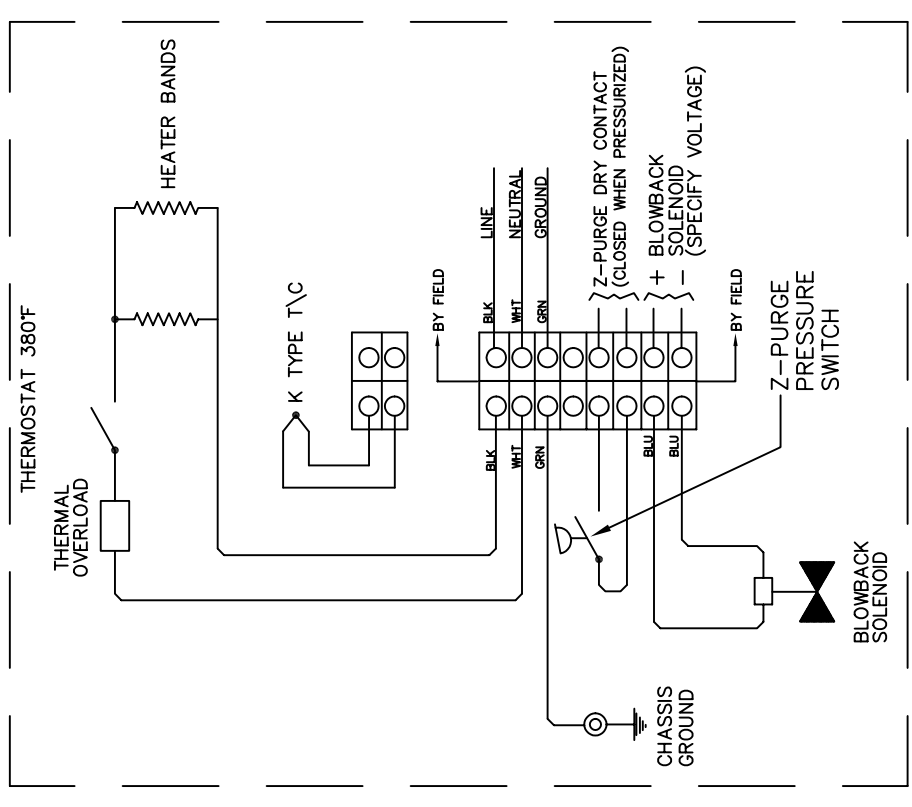 THERMOSTAT 380°F
THERMAL
OVERLOAD
HEATER BANDS
K TYPE T\C
BY FIELD
BLK
WHT
GRN
BLK
WHT
GRN
LINE
NEUTRAL
GROUND
Z-PURGE DRY CONTACT
(CLOSED WHEN PRESSURIZED)
+ BLOWBACK
SOLENOID
- (SPECIFY VOLTAGE)
BLU
BLU
BY FIELD
Z-PURGE
PRESSURE
SWITCH
CHASSIS
GROUND
BLOWBACK
SOLENOID